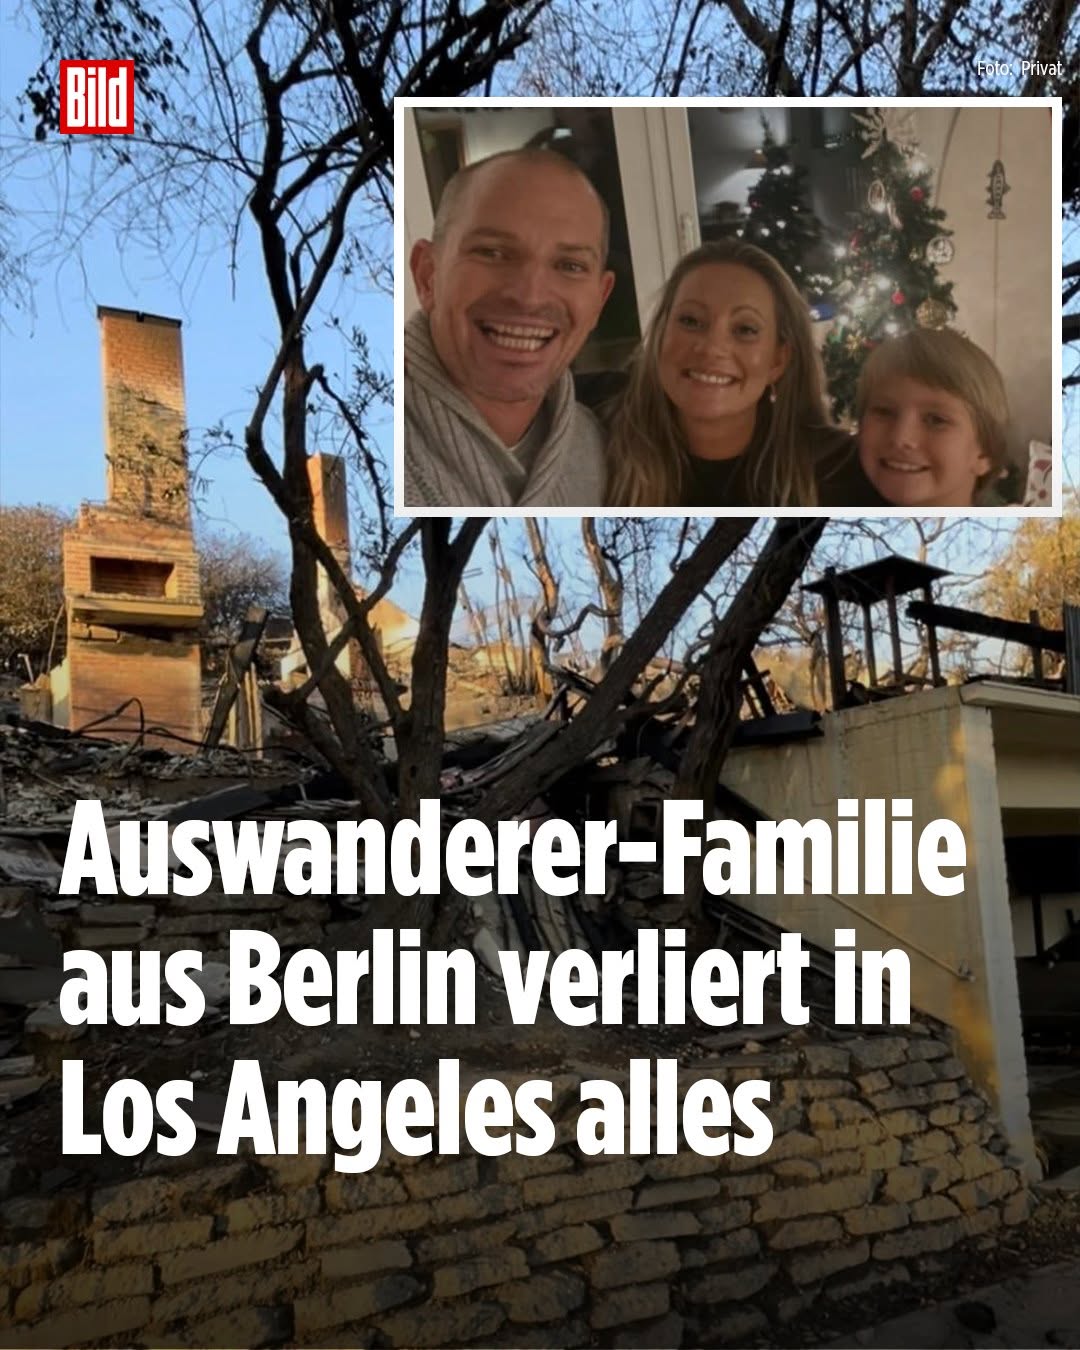 Bild
Foto: Privat
Auswanderer-Familie
aus Berlin verliert in
Los Angeles alles